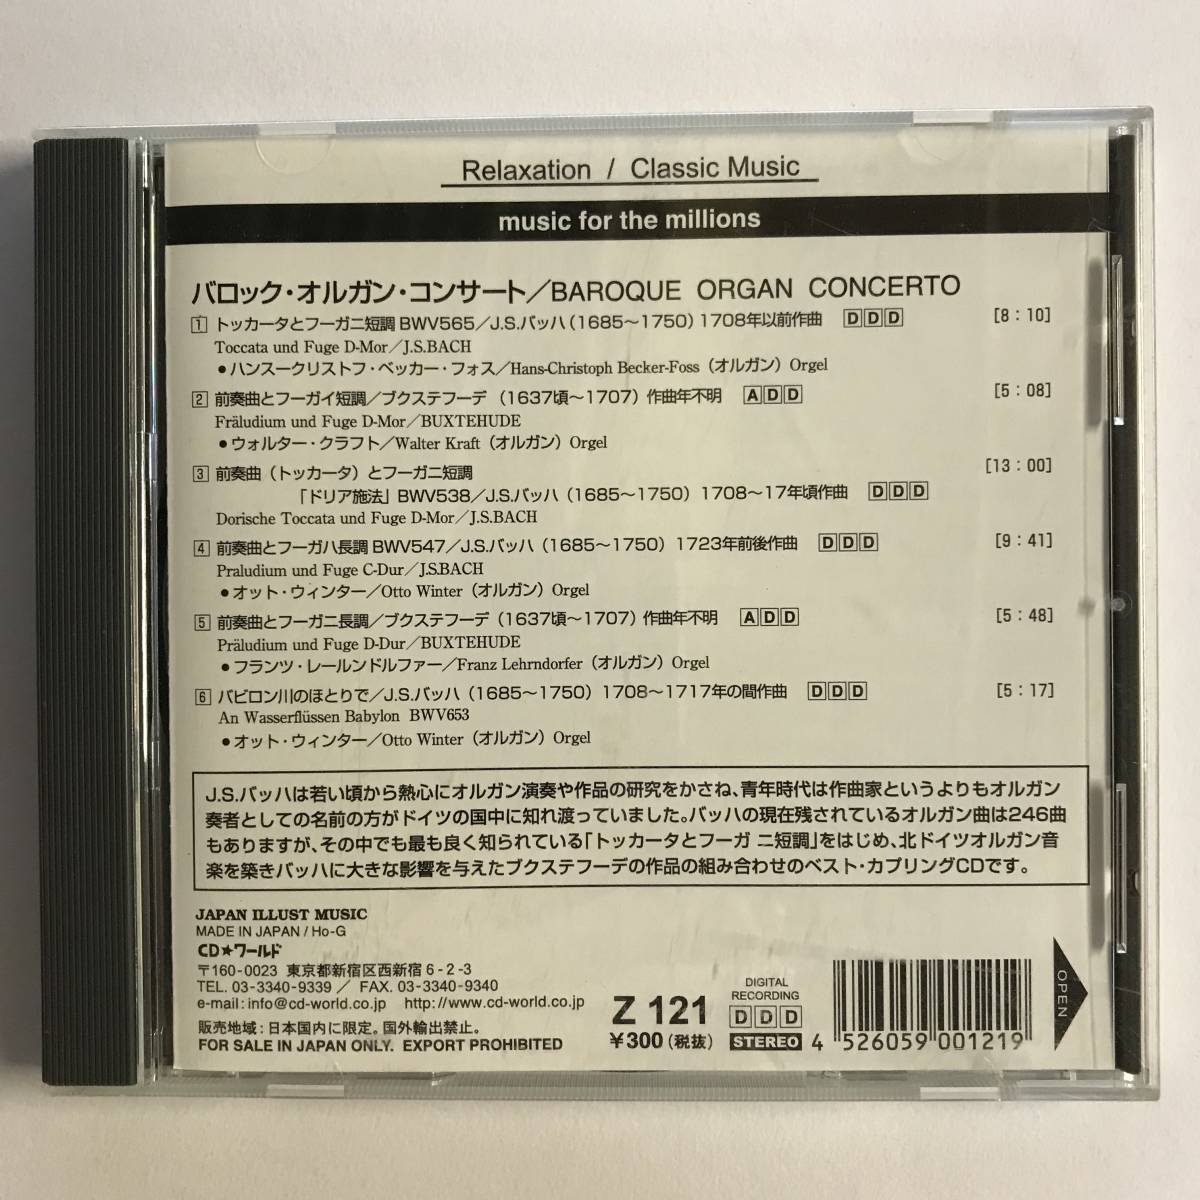 Relaxation / Classic Music
music for the millions
バロック・オルガン・コンサート／BAROQUE ORGAN CONCERTO
1 トッカータとフーガニ短調 BWV565／J.S.バッハ（1685～1750）1708年以前作曲 DDD [8：10]
Toccata und Fuge D-Mor／J.S.BACH
●ハンスークリストフ・ベッカー・フォス／Hans-Christoph Becker-Foss（オルガン）Orgel
2 前奏曲とフーガイ短調／ブクステフーデ（1637頃～1707）作曲年不明 ADD [5：08]
Fräludium und Fuge D-Mor／BUXTEHUDE
●ウォルター・クラフト／Walter Kraft（オルガン）Orgel
3 前奏曲（トッカータ）とフーガニ短調 [13：00]
「ドリア施法」BWV538／J.S.バッハ（1685～1750）1708～17年頃作曲 DDD
Dorische Toccata und Fuge D-Mor／J.S.BACH
4 前奏曲とフーガハ長調 BWV547／J.S.バッハ（1685～1750）1723年前後作曲 DDD [9：41]
Praludium und Fuge C-Dur／J.S.BACH
●オット・ウィンター／Otto Winter（オルガン）Orgel
5 前奏曲とフーガニ長調／ブクステフーデ（1637頃～1707）作曲年不明 ADD [5：48]
Präludium und Fuge D-Dur／BUXTEHUDE
●フランツ・レールンドルファー／Franz Lehrndorfer（オルガン）Orgel
6 バビロン川のほとりで／J.S.バッハ（1685～1750）1708～1717年の間作曲 DDD [5：17]
An Wasserflüssen Babylon BWV653
●オット・ウィンター／Otto Winter（オルガン）Orgel
J.S.バッハは若い頃から熱心にオルガン演奏や作品の研究をかさね、青年時代は作曲家というよりもオルガン
奏者としての名前の方がドイツの国中に知れ渡っていました。バッハの現在残されているオルガン曲は246曲
もありますが、その中でも最も良く知られている「トッカータとフーガ ニ短調」をはじめ、北ドイツオルガン音
楽を築きバッハに大きな影響を与えたブクステフーデの作品の組み合わせのベスト・カプリングCDです。
JAPAN ILLUST MUSIC
MADE IN JAPAN / Ho-G
CD★ワールド
〒160-0023 東京都新宿区西新宿6-2-3
TEL. 03-3340-9339 ／ FAX. 03-3340-9340
e-mail：info@cd-world.co.jp http://www.cd-world.co.jp
販売地域：日本国内に限定。国外輸出禁止。
FOR SALE IN JAPAN ONLY. EXPORT PROHIBITED
Z 121
￥300（税抜）
DIGITAL
RECORDING
DDD
STEREO
4 526059 001219
OPEN